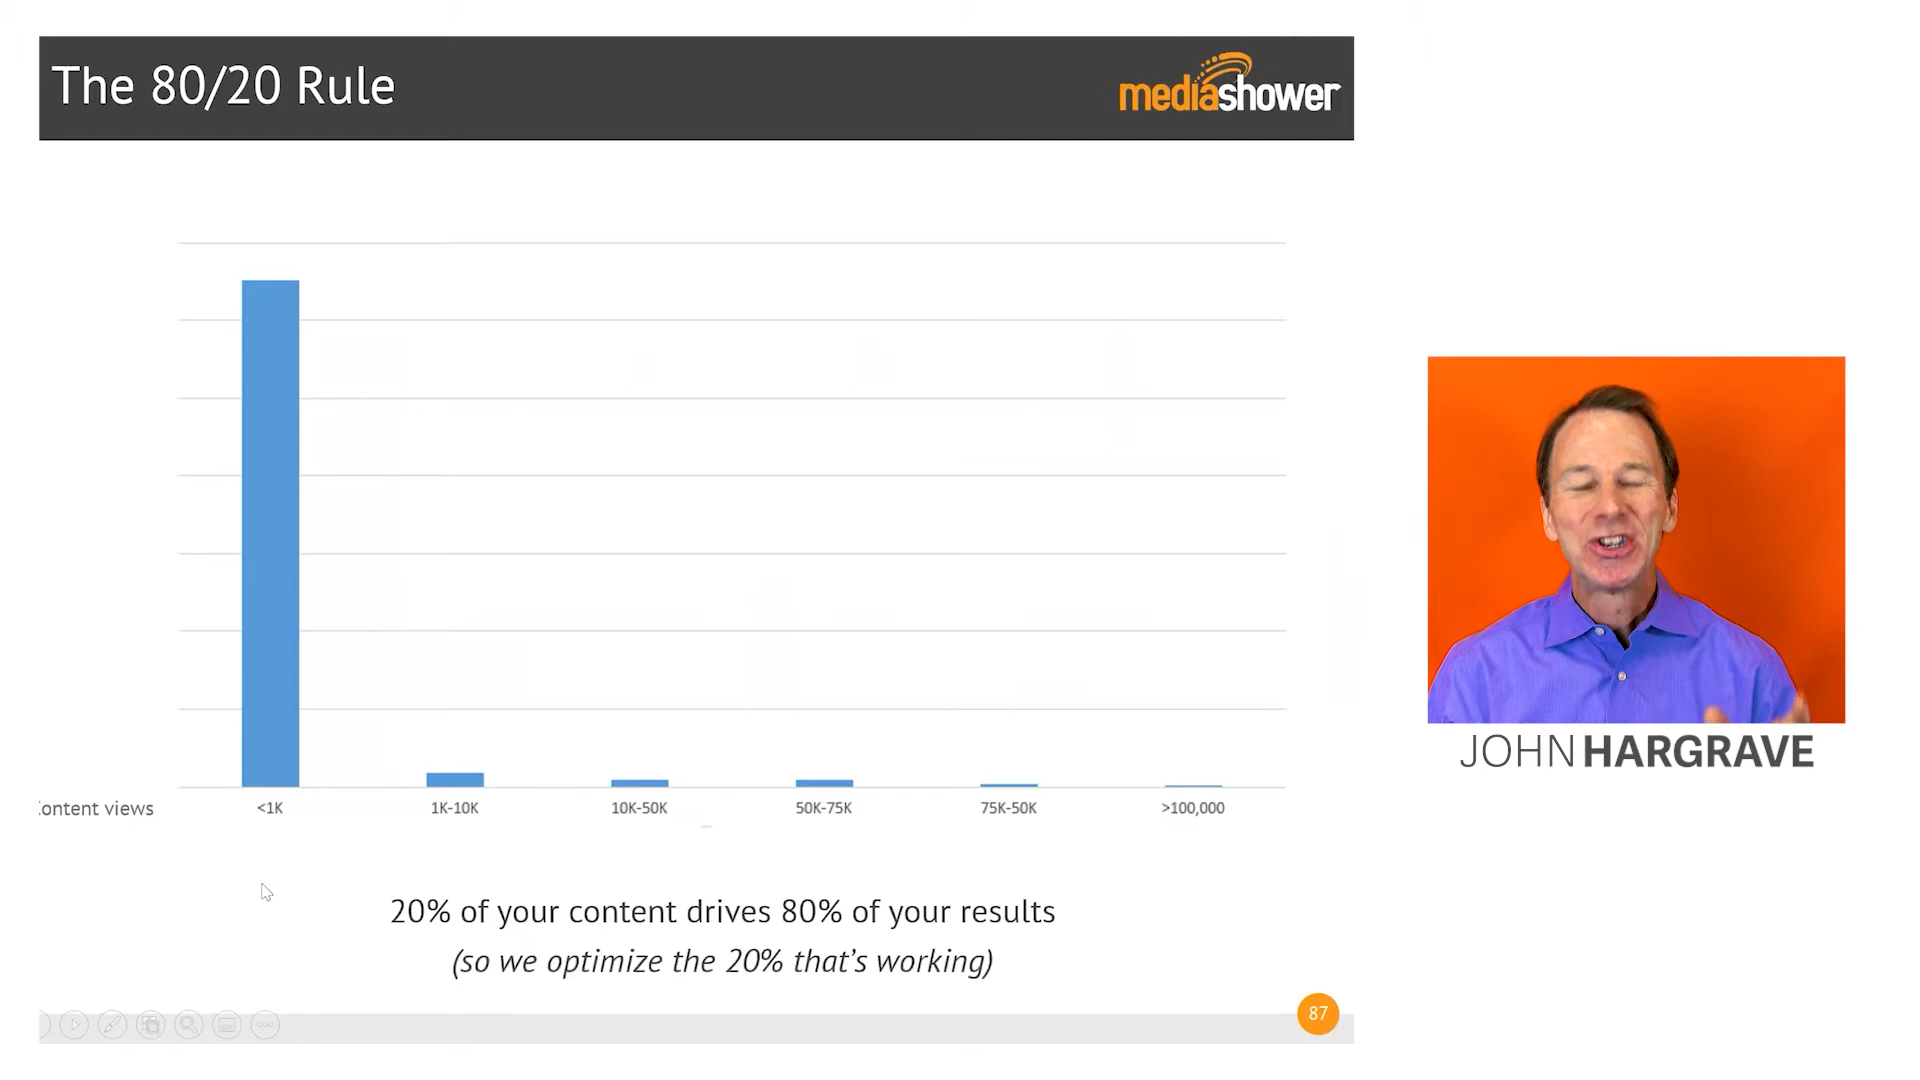 The 80/20 Rule
mediashower
ontent views
<1K
1K-10K
10K-50K
50K-75K
75K-50K
>100,000
20% of your content drives 80% of your results
(so we optimize the 20% that's working)
87
JOHN HARGRAVE